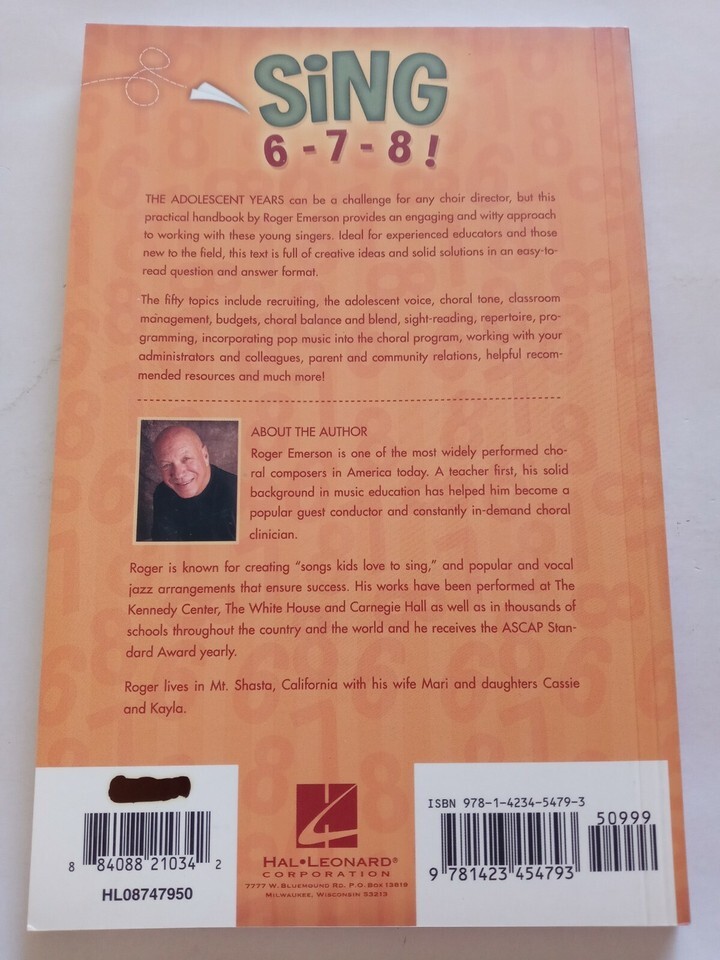 SiNG
6-7-8!
THE ADOLESCENT YEARS can be a challenge for any choir director, but this
practical handbook by Roger Emerson provides an engaging and witty approach
to working with these young singers. Ideal for experienced educators and those
new to the field, this text is full of creative ideas and solid solutions in an easy-to-
read question and answer format.
The fifty topics include recruiting, the adolescent voice, choral tone, classroom
management, budgets, choral balance and blend, sight-reading, repertoire, pro-
gramming, incorporating pop music into the choral program, working with your
administrators and colleagues, parent and community relations, helpful recom-
mended resources and much more!
ABOUT THE AUTHOR
Roger Emerson is one of the most widely performed cho-
ral composers in America today. A teacher first, his solid
background in music education has helped him become a
popular guest conductor and constantly in-demand choral
clinician.
Roger is known for creating "songs kids love to sing," and popular and vocal
jazz arrangements that ensure success. His works have been performed at The
Kennedy Center, The White House and Carnegie Hall as well as in thousands of
schools throughout the country and the world and he receives the ASCAP Stan-
dard Award yearly.
Roger lives in Mt. Shasta, California with his wife Mari and daughters Cassie
and Kayla.
8 84088 21034 2
HL08747950
HAL•LEONARD®
CORPORATION
7777 W. BLUEMOUND RD. P.O. BOX 13819
MILWAUKEE, WISCONSIN 53213
ISBN 978-1-4234-5479-3
50999
9 781423 454793